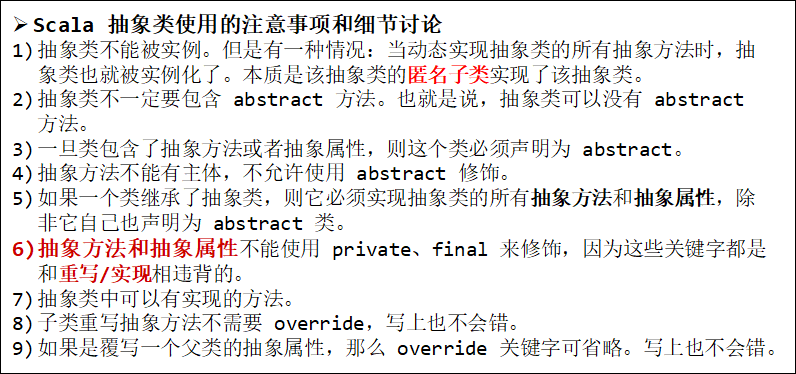 ➢Scala 抽象类使用的注意事项和细节讨论
1)抽象类不能被实例。但是有一种情况：当动态实现抽象类的所有抽象方法时，抽
象类也就被实例化了。本质是该抽象类的匿名子类实现了该抽象类。
2)抽象类不一定要包含 abstract 方法。也就是说，抽象类可以没有 abstract
方法。
3)一旦类包含了抽象方法或者抽象属性，则这个类必须声明为 abstract。
4)抽象方法不能有主体，不允许使用 abstract 修饰。
5)如果一个类继承了抽象类，则它必须实现抽象类的所有抽象方法和抽象属性，除
非它自己也声明为 abstract 类。
6)抽象方法和抽象属性不能使用 private、final 来修饰，因为这些关键字都是
和重写/实现相违背的。
7)抽象类中可以有实现的方法。
8)子类重写抽象方法不需要 override，写上也不会错。
9)如果是覆写一个父类的抽象属性，那么 override 关键字可省略。写上也不会错。